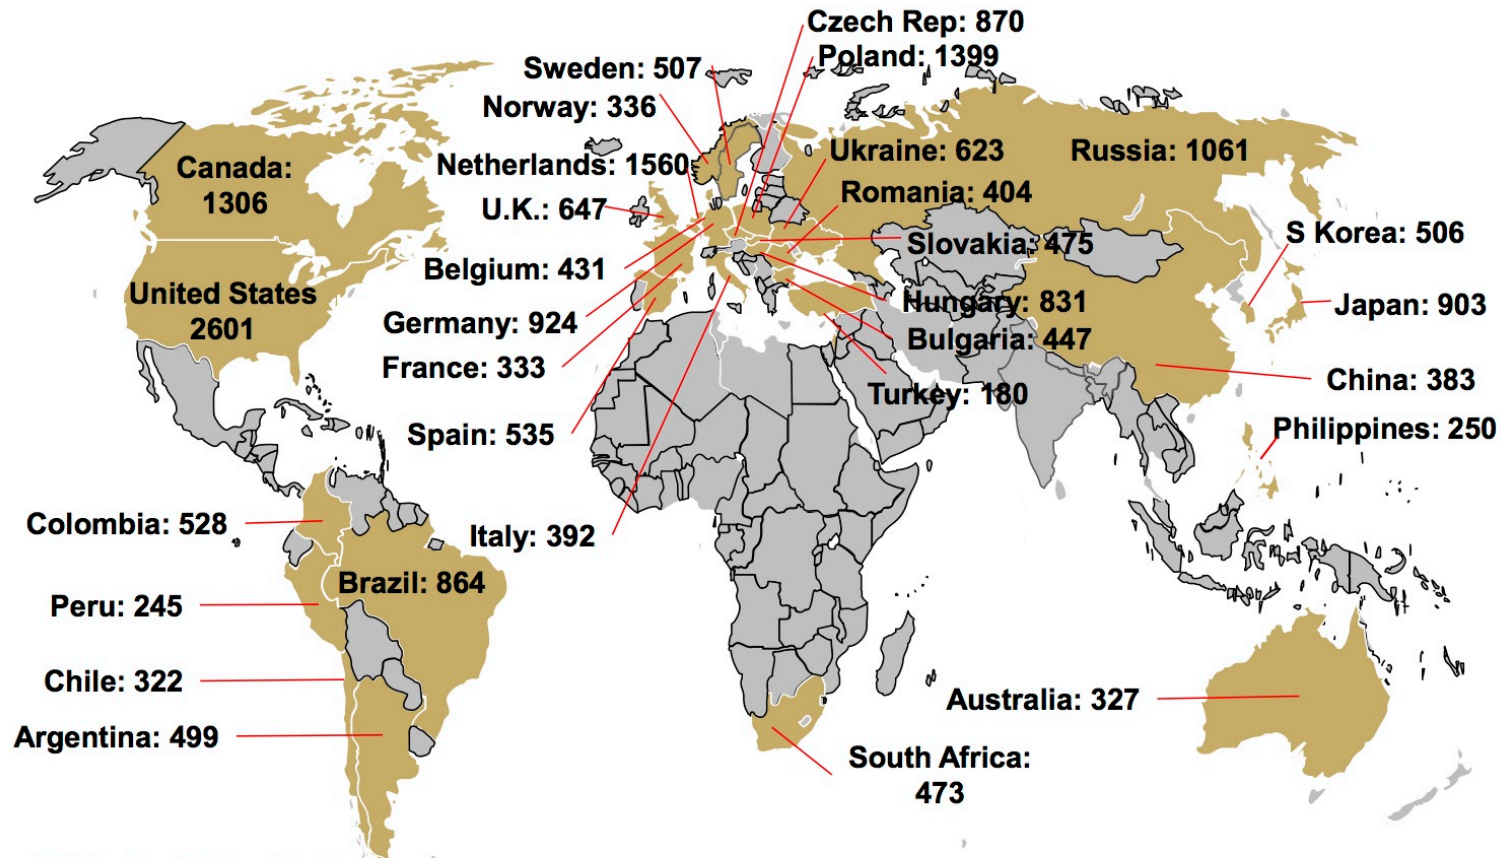 Czech Rep: 870
Poland: 1399
Sweden: 507
Norway: 336
Netherlands: 1560
Ukraine: 623
Russia: 1061
Canada:
1306
Romania: 404
U.K.: 647
S Korea: 506
Slovakia: 475
Belgium: 431
United States
2601
Hungary: 831
Japan: 903
Germany: 924
Bulgaria: 447
France: 333
China: 383
Turkey: 180
Philippines: 250
Spain: 535
Colombia: 528
Italy: 392
Brazil: 864
Peru: 245
Chile: 322
Australia: 327
Argentina: 499
South Africa:
473